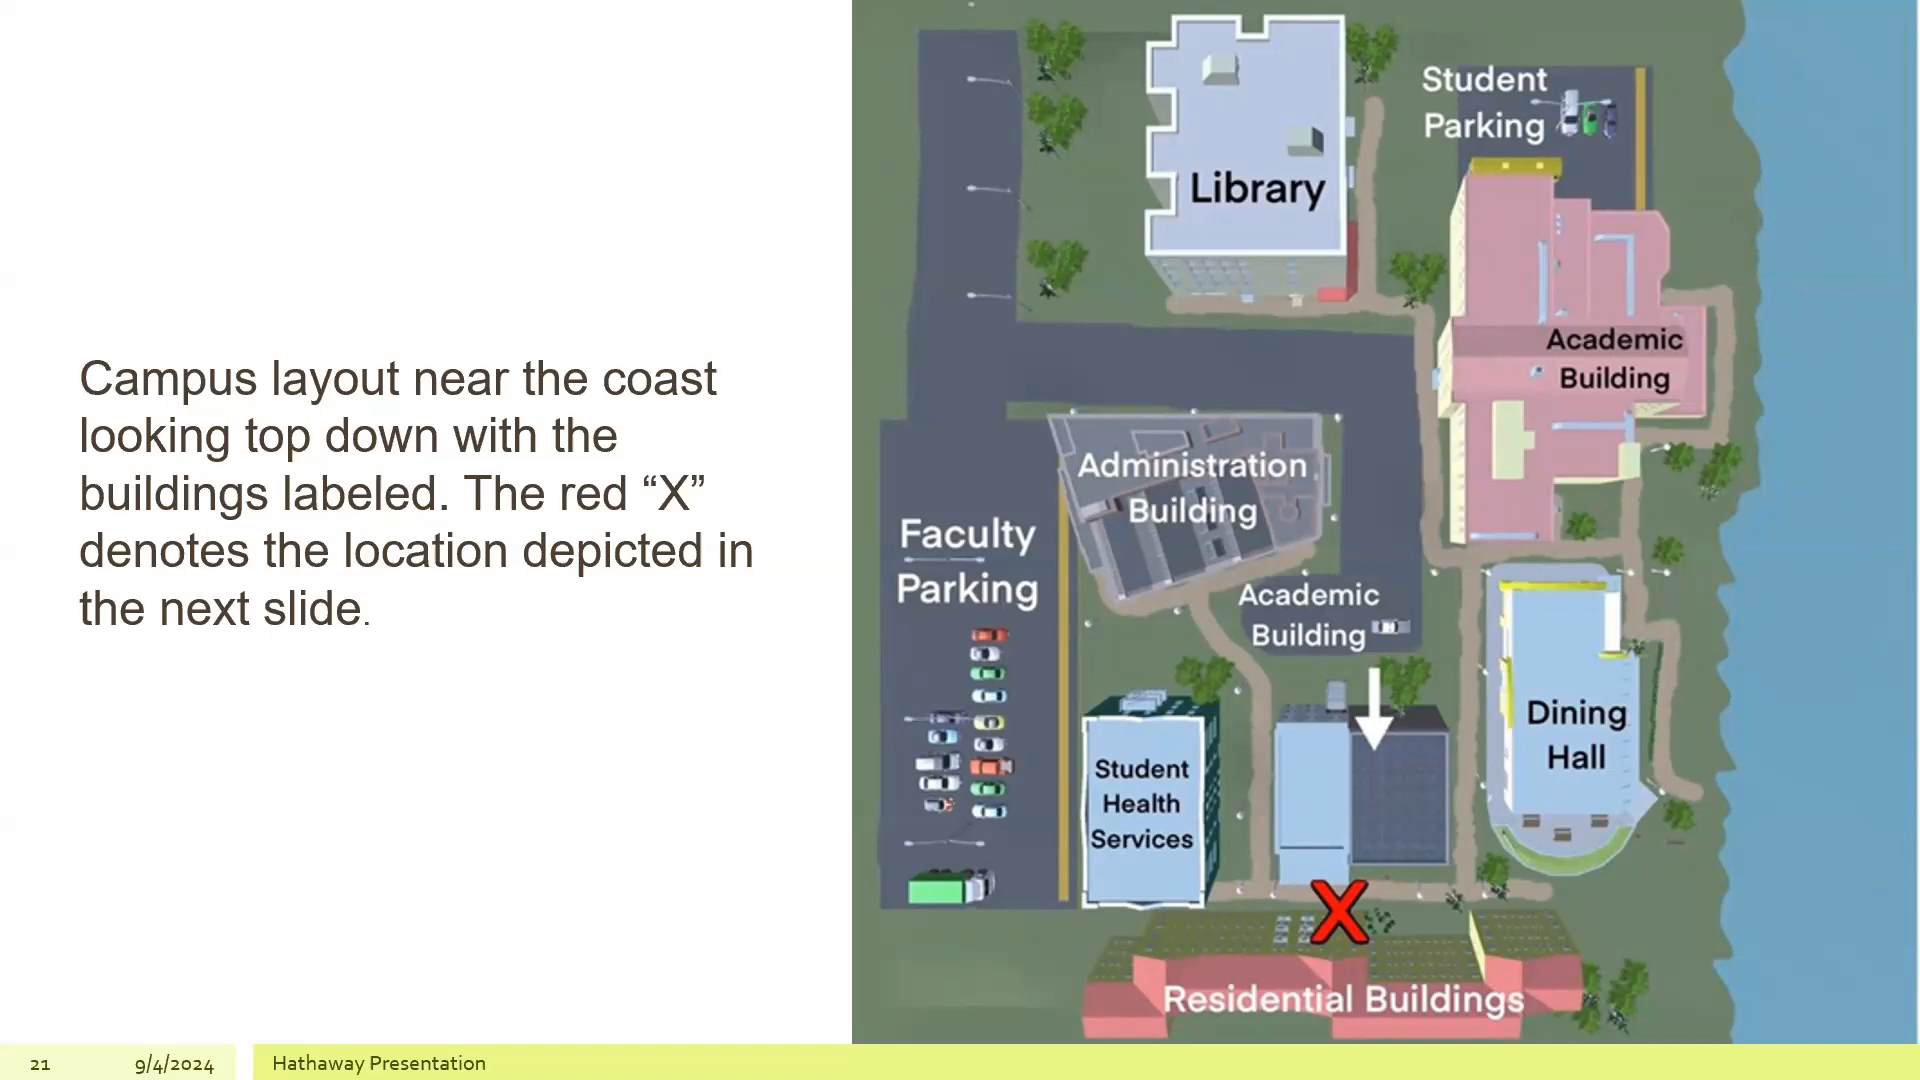 Campus layout near the coast
looking top down with the
buildings labeled. The red “X”
denotes the location depicted in
the next slide.
Student
Parking
Library
Academic
Building
Administration
Building
Faculty
Parking
Academic
Building
Dining
Hall
Student
Health
Services
X
Residential Buildings
21
9/4/2024
Hathaway Presentation